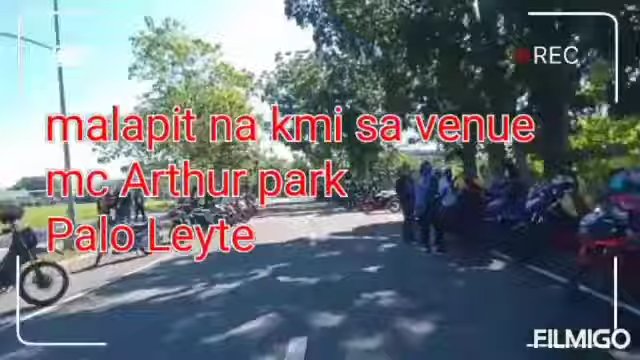 REC
malapit na kmi sa venue
mc Arthur park
Palo Leyte
FILMIGO